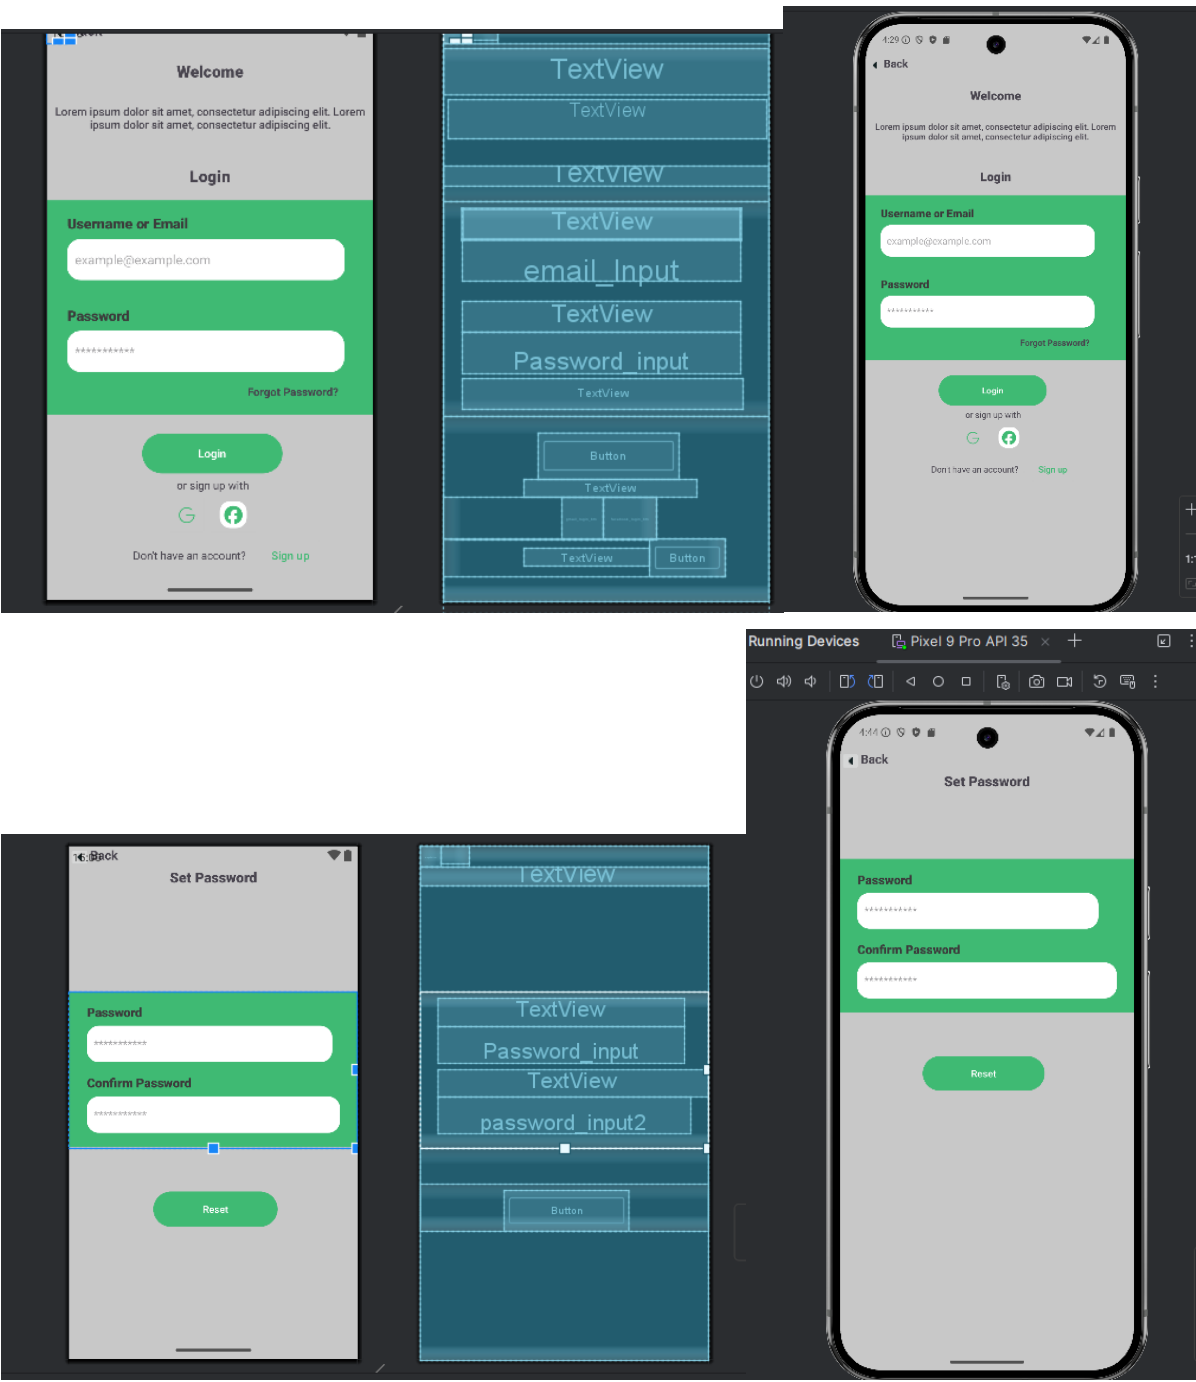 Welcome
Lorem ipsum dolor sit amet, consectetur adipiscing elit. Lorem
ipsum dolor sit amet, consectetur adipiscing elit.
Login
Username or Email
example@example.com
Password
***********
Forgot Password?
Login
or sign up with
G
Don't have an account? Sign up
TextView
TextView
TextView
TextView
email_Input
TextView
Password_input
TextView
Button
TextView
TextView
Button
4:29
Back
Welcome
Lorem ipsum dolor sit amet, consectetur adipiscing elit. Lorem
ipsum dolor sit amet, consectetur adipiscing elit.
Login
Username or Email
example@example.com
Password
***********
Forgot Password?
Login
or sign up with
G
Don't have an account? Sign up
Back
Set Password
Password
***********
Confirm Password
***********
Reset
TextView
TextView
Password_input
TextView
password_input2
Button
Running Devices
Pixel 9 Pro API 35
4:44
Back
Set Password
Password
***********
Confirm Password
***********
Reset